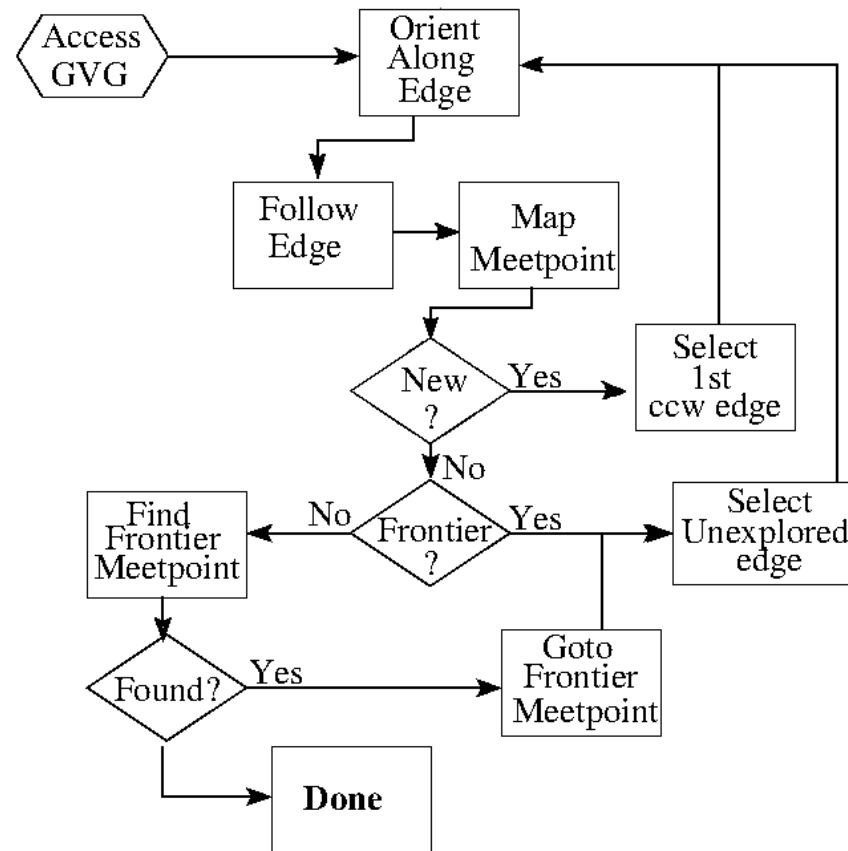 Access
GVG
Orient
Along
Edge
Follow
Edge
Map
Meetpoint
New
?
Yes
Select
1st
ccw edge
No
Frontier
?
Yes
Select
Unexplored
edge
No
Find
Frontier
Meetpoint
Found?
Yes
Goto
Frontier
Meetpoint
Done